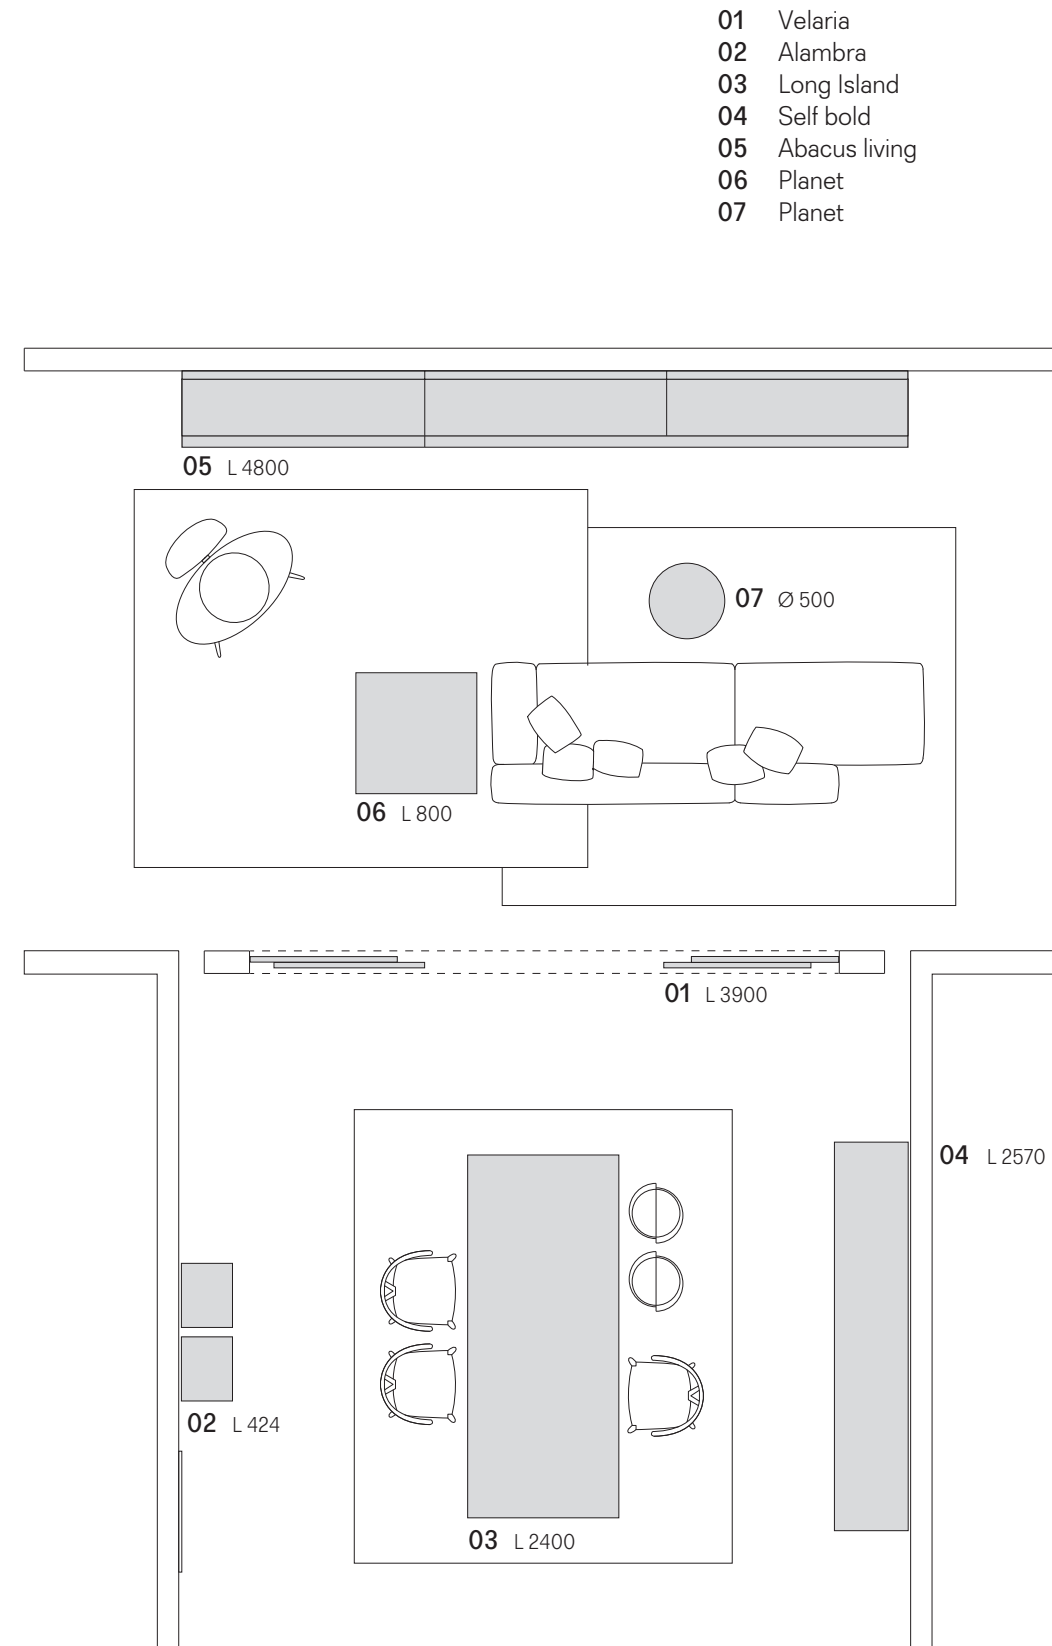 01 Velaria
02 Alambra
03 Long Island
04 Self bold
05 Abacus living
06 Planet
07 Planet
05 L 4800
07 Ø 500
06 L 800
01 L 3900
04 L 2570
02 L 424
03 L 2400